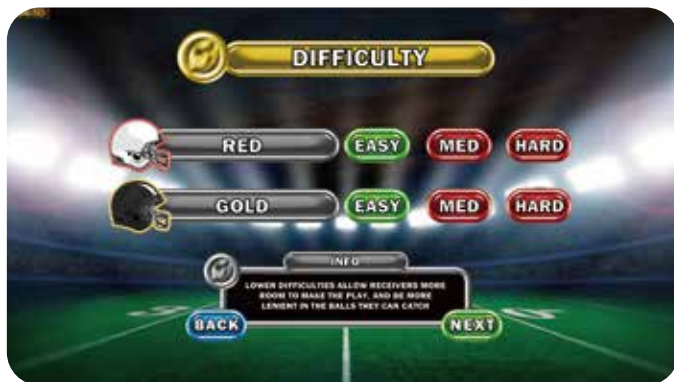 DIFFICULTY
RED EASY MED HARD
GOLD EASY MED HARD
INFO
LOWER DIFFICULTIES ALLOW RECEIVERS MORE
ROOM TO MAKE THE PLAY, AND BE MORE
LENIENT IN THE BALLS THEY CAN CATCH
BACK NEXT